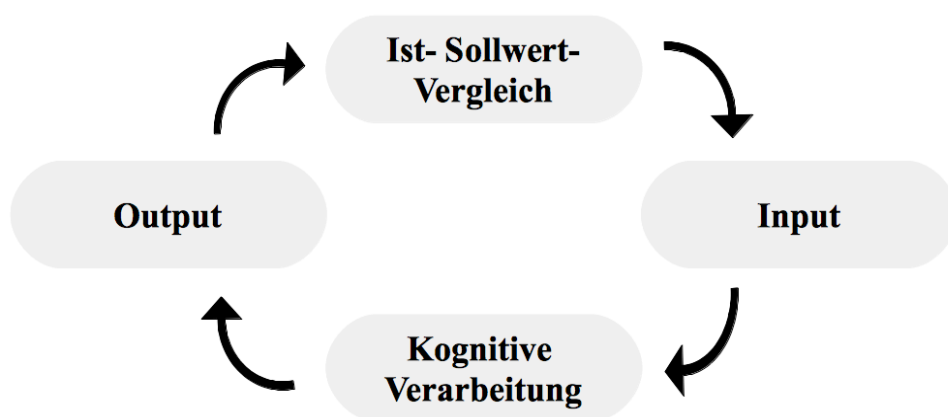 Ist- Sollwert-
Vergleich
Output
Input
Kognitive
Verarbeitung